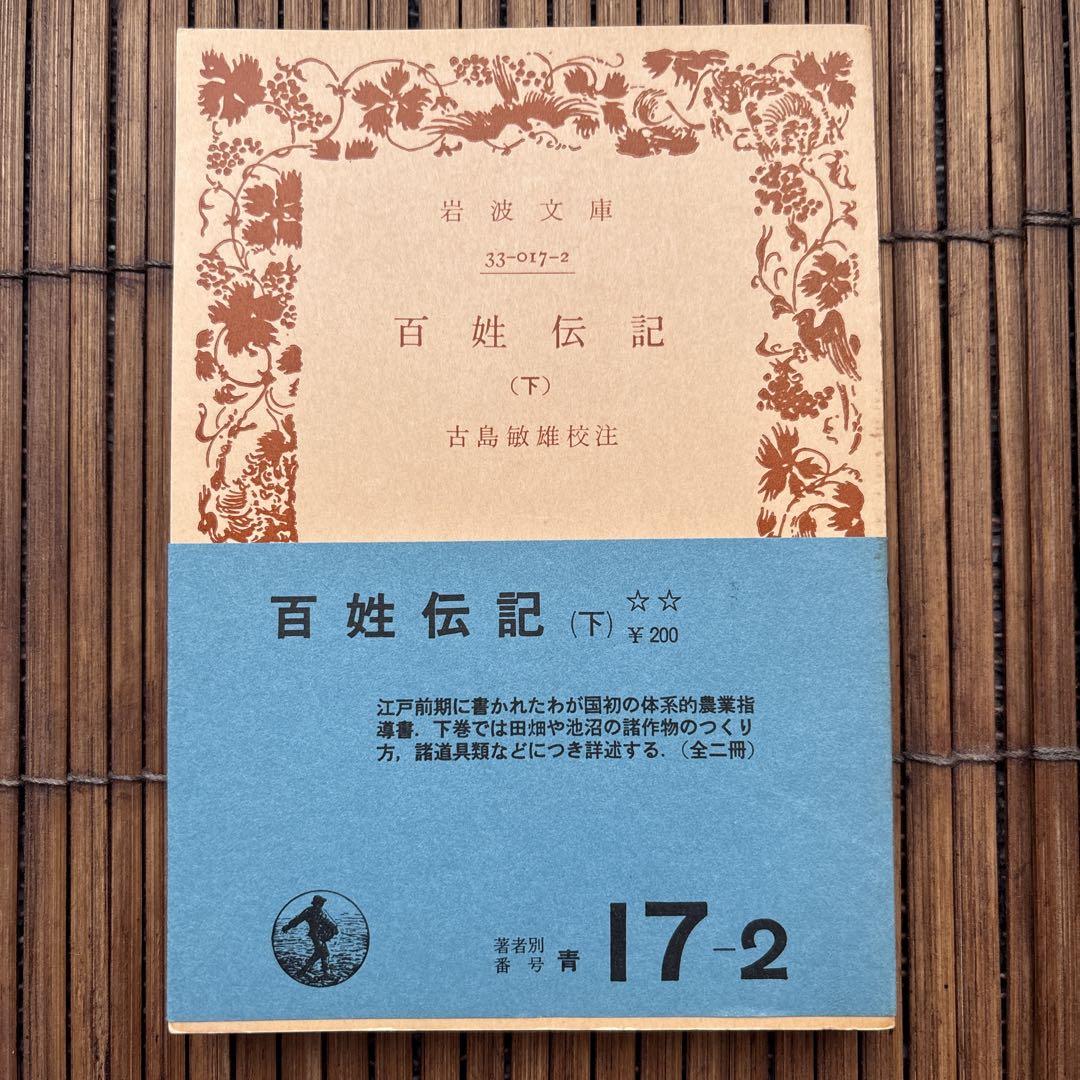 岩波文庫
33-017-2
百姓伝記
(下)
古島敏雄校注
百姓伝記(下)☆☆
¥200
江戸前期に書かれたわが国初の体系的農業指
導書．下巻では田畑や池沼の諸作物のつくり
方，諸道具類などにつき詳述する．(全二冊)
著者別
番号 青 17-2